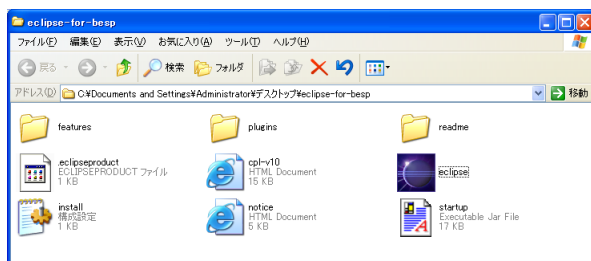 eclipse-for-besp
ファイル(F) 編集(E) 表示(V) お気に入り(A) ツール(T) ヘルプ(H)
戻る 検索 フォルダ
アドレス(D) C:¥Documents and Settings¥Administrator¥デスクトップ¥eclipse-for-besp 移動
features plugins readme
.eclipseproduct cpl-v10 eclipse
ECLIPSEPRODUCT ファイル HTML Document
1 KB 15 KB
install notice startup
構成設定 HTML Document Executable Jar File
1 KB 5 KB 17 KB